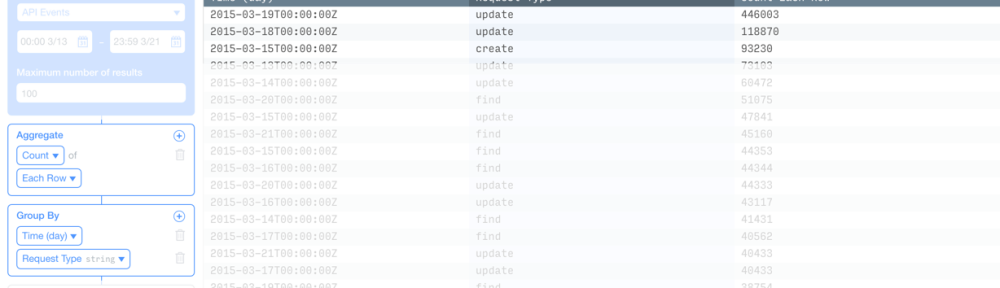 API Events
00:00 3/13 - 23:59 3/21
Maximum number of results
100
Aggregate
Count of
Each Row
Group By
Time (day)
Request Type string
Time (day) Request Type Count Each Row
2015-03-19T00:00:00Z update 446003
2015-03-18T00:00:00Z update 118870
2015-03-15T00:00:00Z create 93230
2015-03-13T00:00:00Z update 73103
2015-03-14T00:00:00Z update 69472
2015-03-20T00:00:00Z find 51075
2015-03-15T00:00:00Z update 47841
2015-03-21T00:00:00Z find 45160
2015-03-15T00:00:00Z find 44353
2015-03-16T00:00:00Z find 44344
2015-03-20T00:00:00Z update 44333
2015-03-16T00:00:00Z update 43117
2015-03-14T00:00:00Z find 41431
2015-03-17T00:00:00Z find 40562
2015-03-21T00:00:00Z update 40433
2015-03-17T00:00:00Z update 40433
2015-03-19T00:00:00Z find 38754